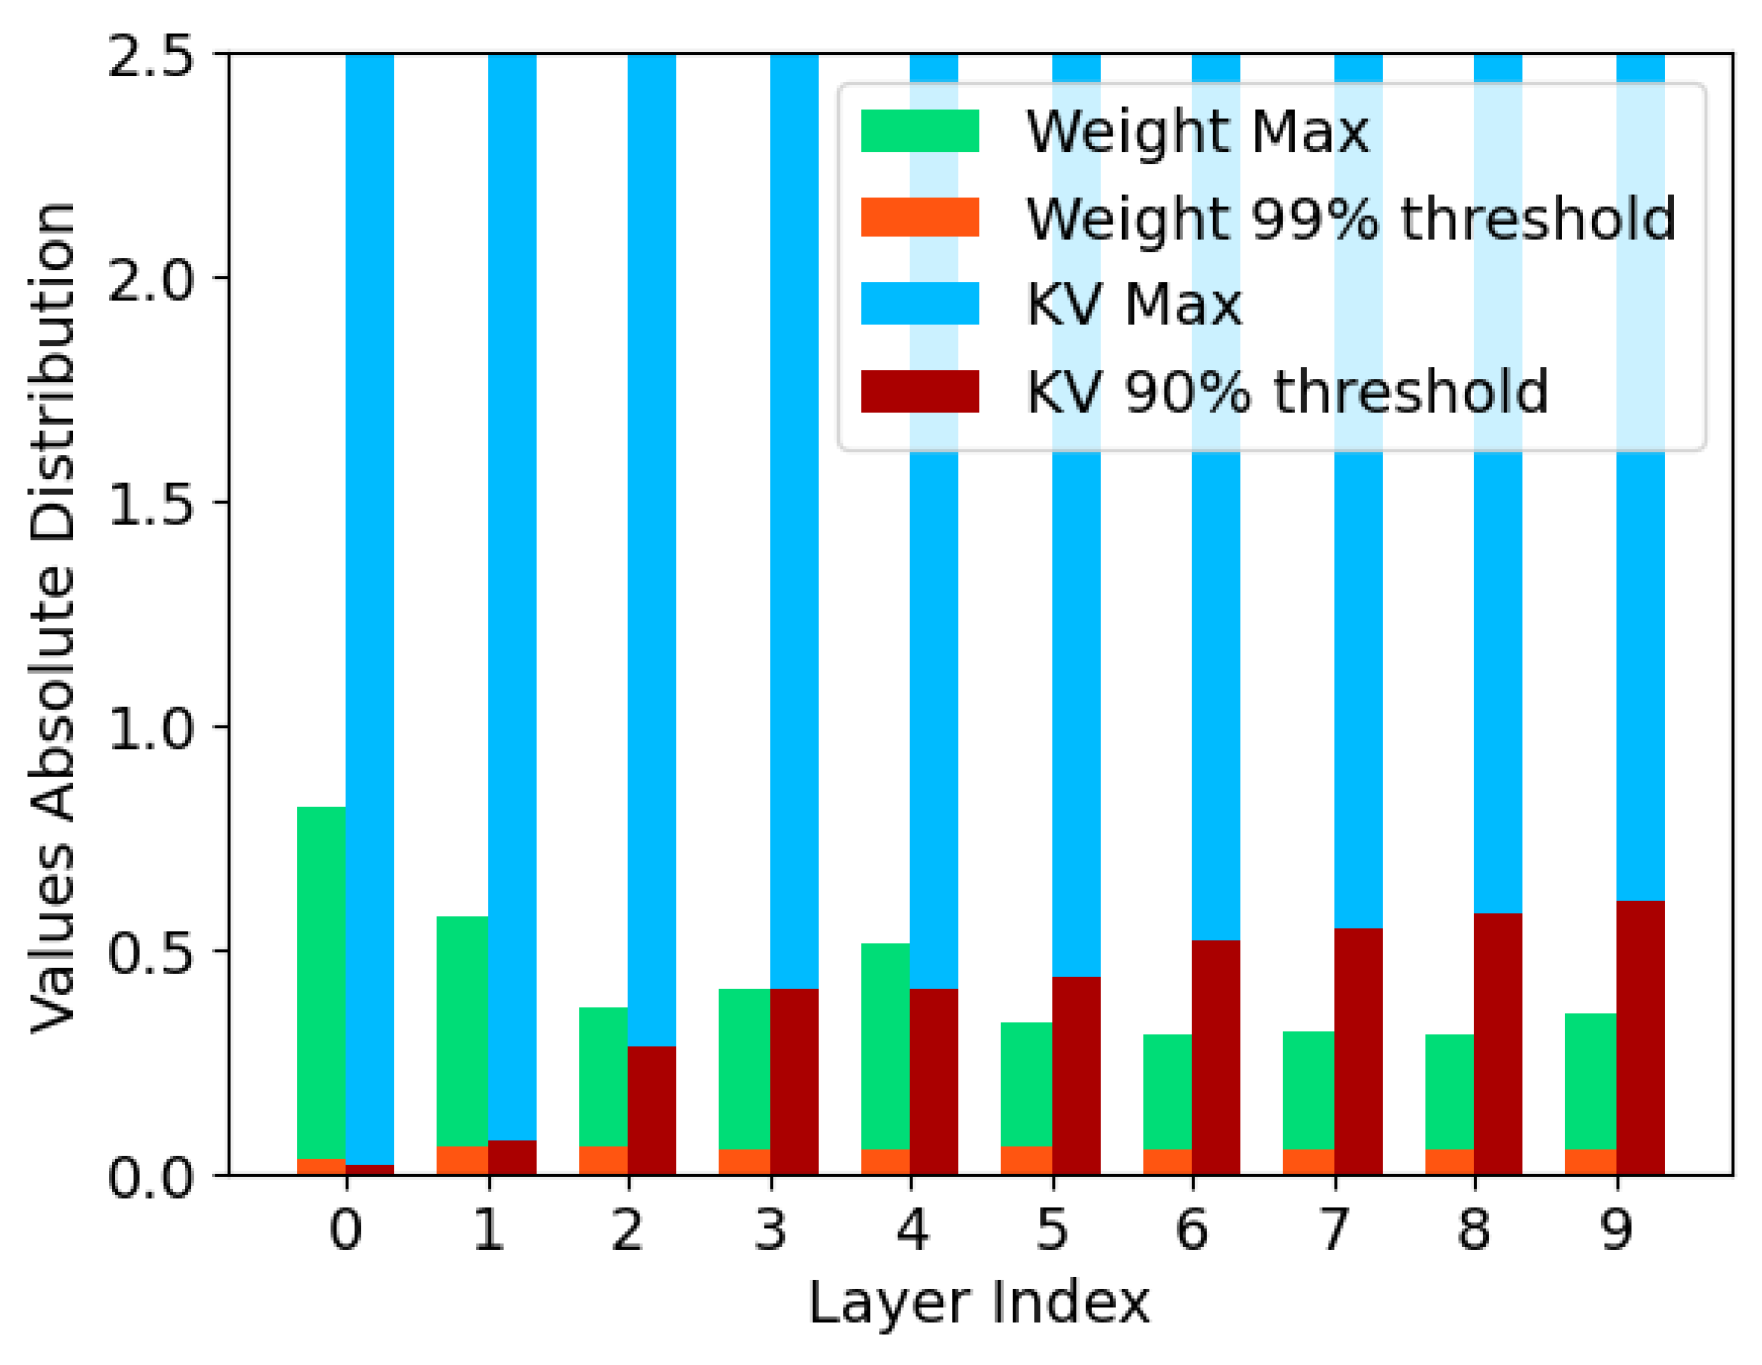 Values Absolute Distribution
2.5
2.0
1.5
1.0
0.5
0.0
Weight Max
Weight 99% threshold
KV Max
KV 90% threshold
0 1 2 3 4 5 6 7 8 9
Layer Index